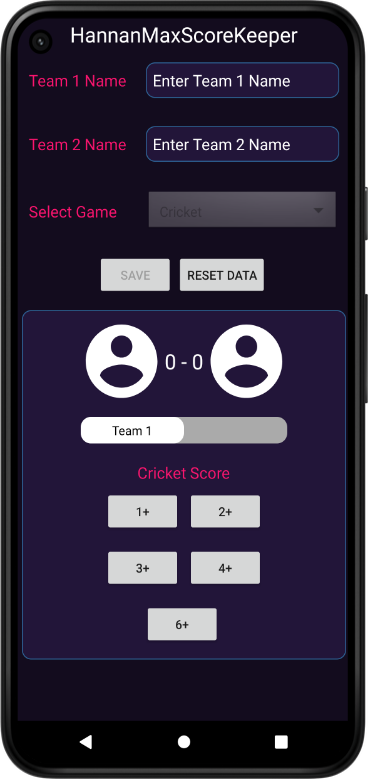 HannanMaxScoreKeeper
Team 1 Name Enter Team 1 Name
Team 2 Name Enter Team 2 Name
Select Game Cricket
SAVE RESET DATA
0 - 0
Team 1
Cricket Score
1+ 2+
3+ 4+
6+